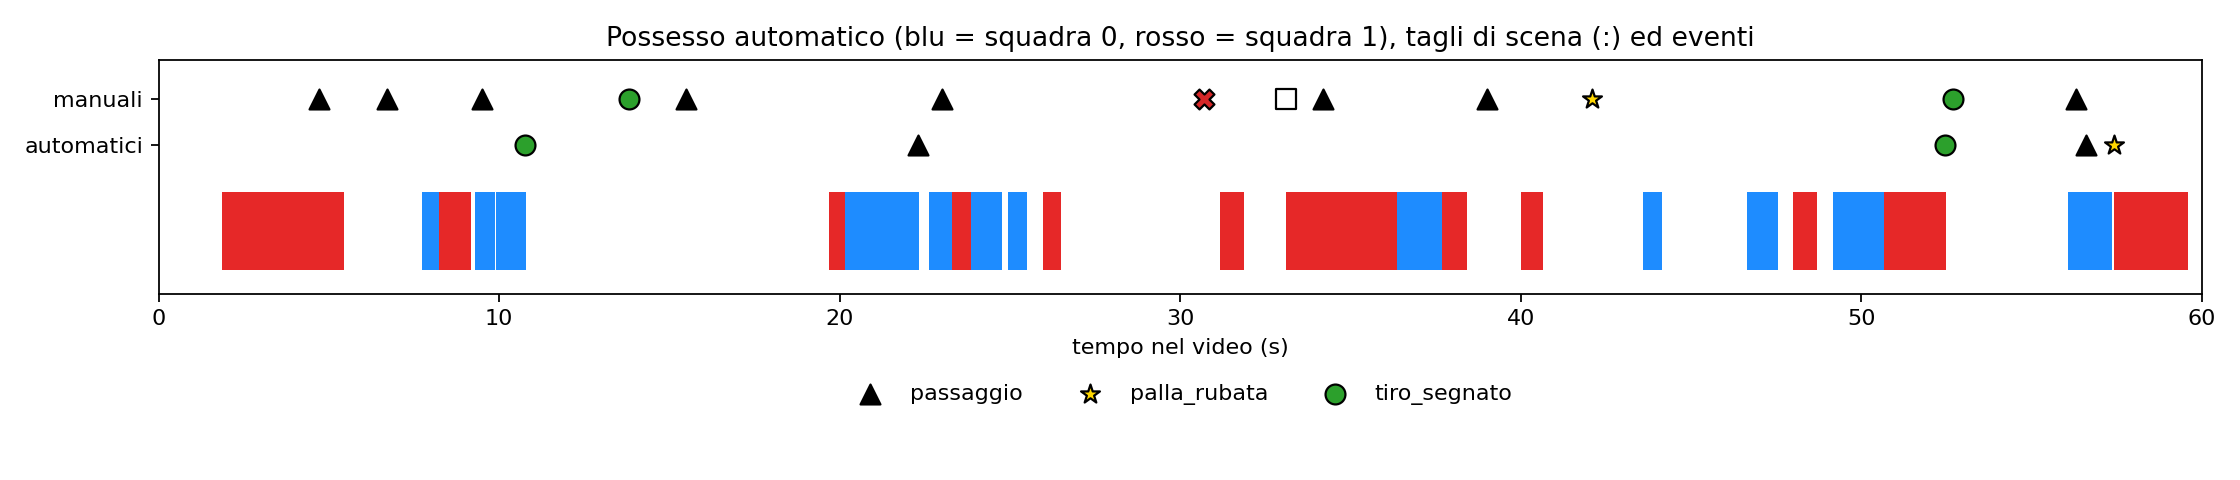 Possesso automatico (blu = squadra 0, rosso = squadra 1), tagli di scena (:) ed eventi
manuali
automatici
0 10 20 30 40 50 60
tempo nel video (s)
passaggio palla_rubata tiro_segnato